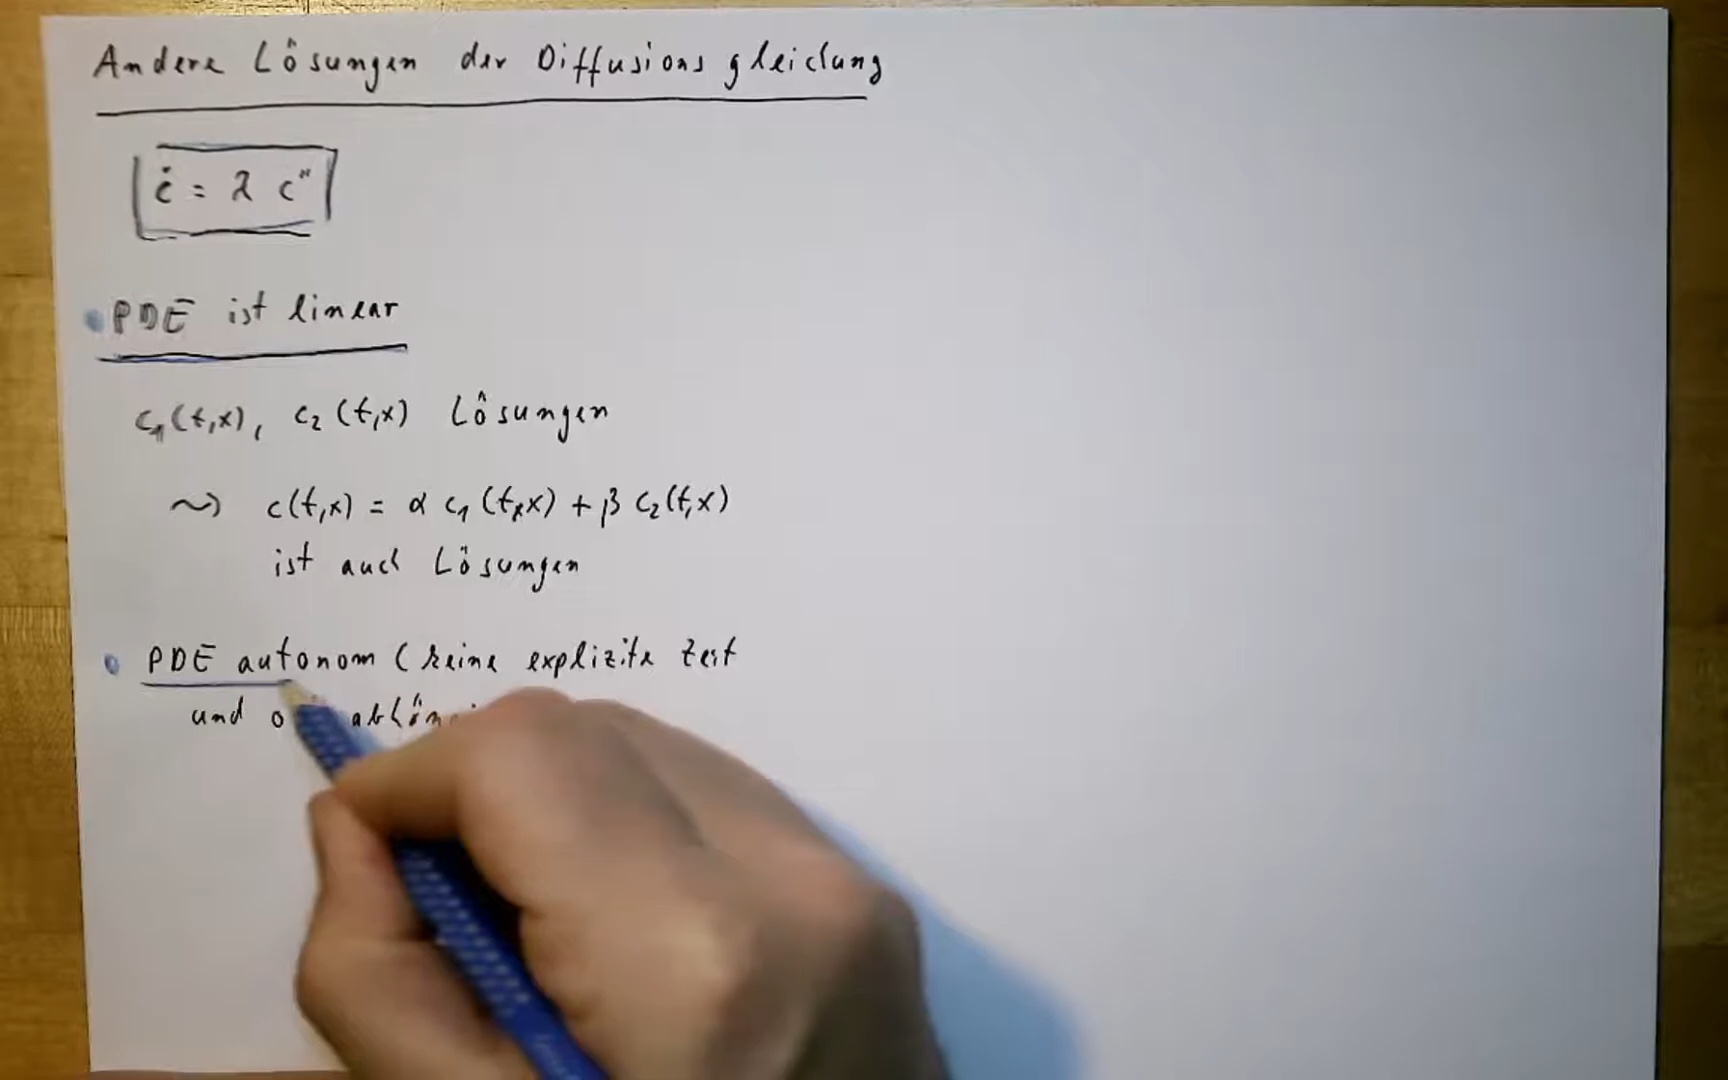 Andere Lösungen der Diffusionsgleichung
ċ = λ c"
• PDE ist linear
c₁(t,x), c₂(t,x) Lösungen
~> c(t,x) = α c₁(t,x) + β c₂(t,x)
ist auch Lösungen
• PDE autonom (keine explizite Zeit
und